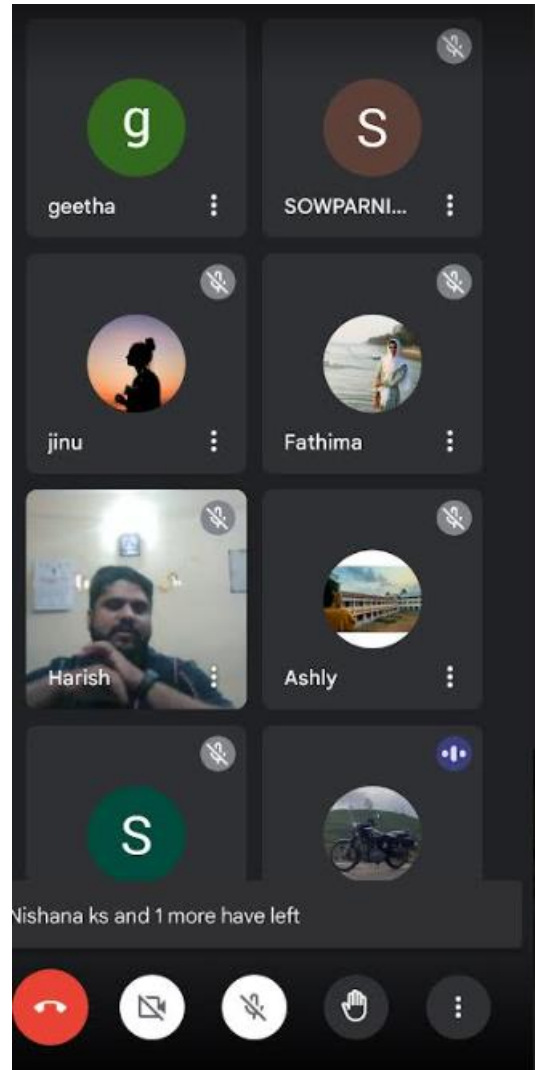 g
S
geetha
SOWPARNI...
jinu
Fathima
Harish
Ashly
S
Nishana ks and 1 more have left